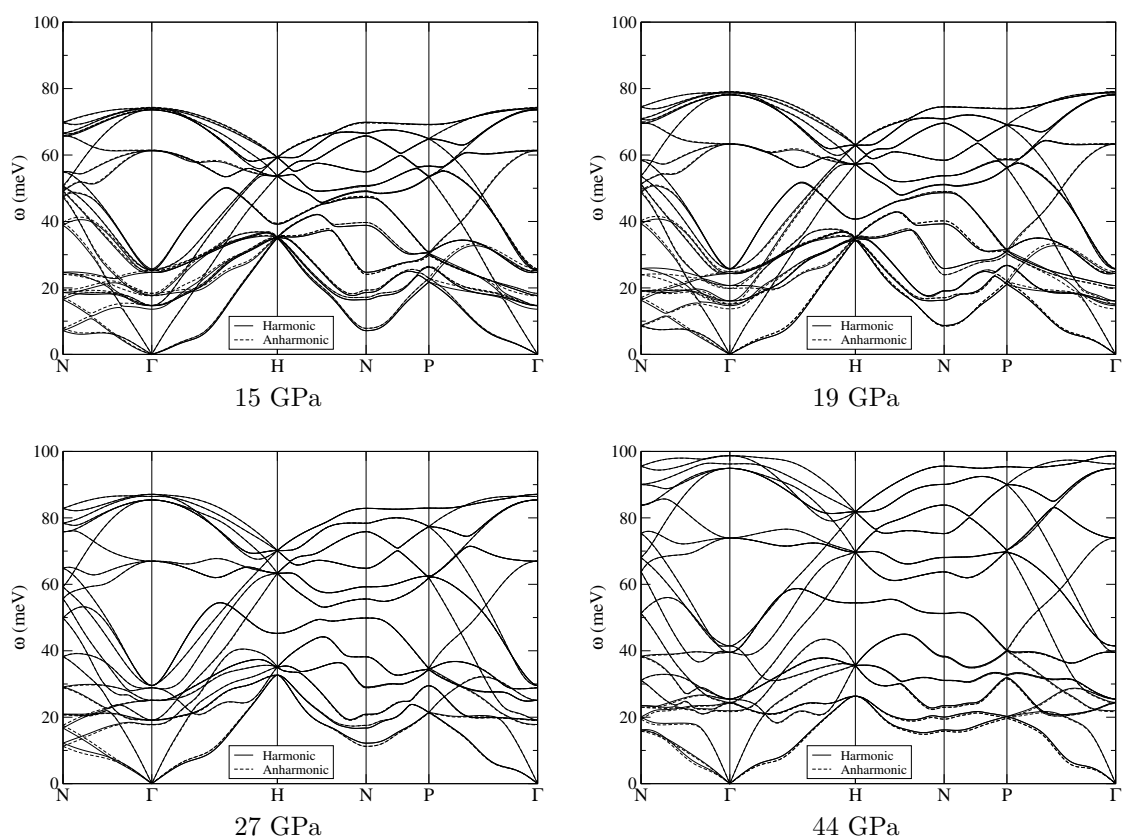 100
80
60
40
20
0
ω (meV)
Harmonic
Anharmonic
N Γ H N P Γ
15 GPa
100
80
60
40
20
0
ω (meV)
Harmonic
Anharmonic
N Γ H N P Γ
19 GPa
100
80
60
40
20
0
ω (meV)
Harmonic
Anharmonic
N Γ H N P Γ
27 GPa
100
80
60
40
20
0
ω (meV)
Harmonic
Anharmonic
N Γ H N P Γ
44 GPa